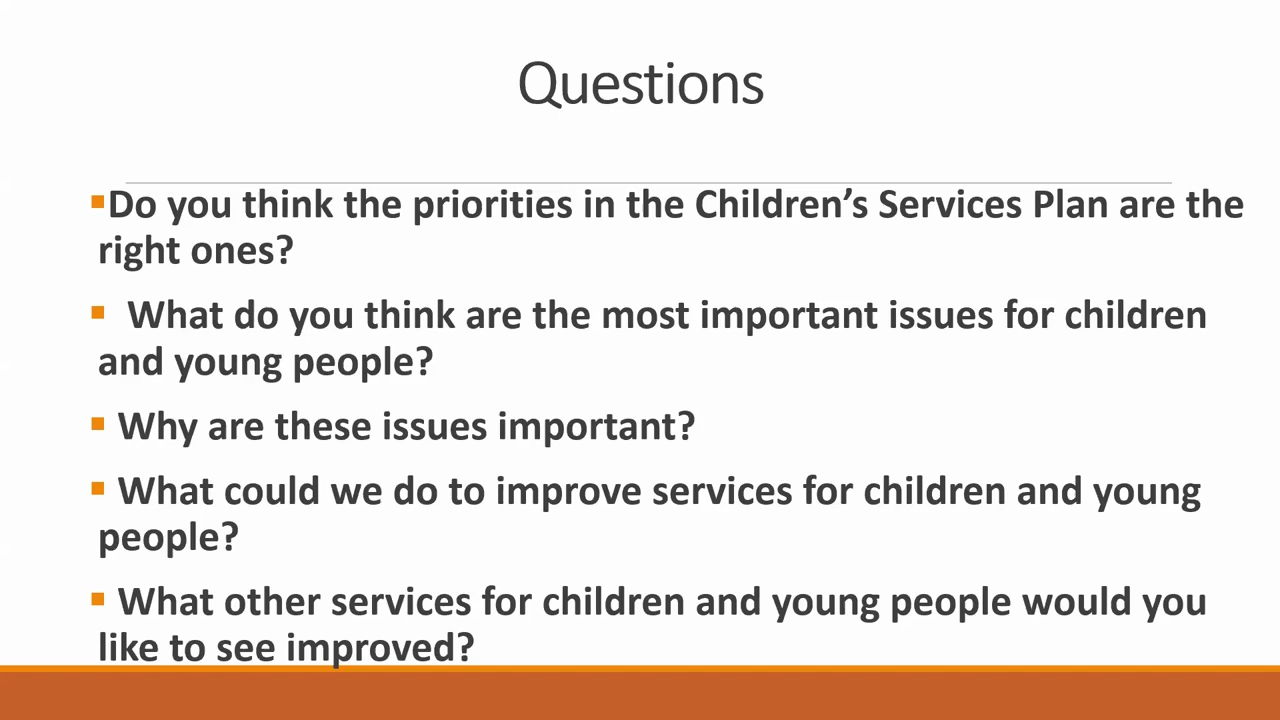 Questions
▪Do you think the priorities in the Children’s Services Plan are the
right ones?
▪ What do you think are the most important issues for children
and young people?
▪ Why are these issues important?
▪ What could we do to improve services for children and young
people?
▪ What other services for children and young people would you
like to see improved?